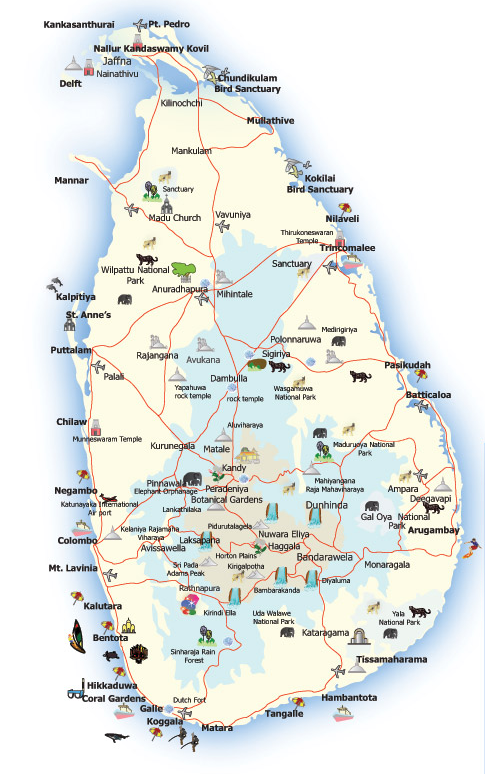 Kankasanthurai
Pt. Pedro
Nallur Kandaswamy Kovil
Jaffna
Nainathivu
Delft
Chundikulam
Bird Sanctuary
Kilinochchi
Mullathive
Mankulam
Kokilai
Bird Sanctuary
Mannar
Sanctuary
Madu Church
Vavuniya
Nilaveli
Thirukoneswaran
Temple
Trincomalee
Wilpattu National
Park
Sanctuary
Anuradhapura
Mihintale
Kalpitiya
St. Anne's
Polonnaruwa
Medirigiriya
Puttalam
Rajangana
Avukana
Sigiriya
Pasikudah
Palali
Yapahuwa
rock temple
Dambulla
rock temple
Wasgamuwa
National Park
Batticaloa
Chilaw
Munneswaram Temple
Aluviharaya
Kurunegala
Matale
Maduruoya National
Park
Kandy
Pinnawala
Elephant Orphanage
Peradeniya
Botanical Gardens
Mahiyangana
Raja Mahaviharaya
Ampara
Deegavapi
Negambo
Katunayaka International
Air port
Lankathilaka
Dunhinda
Gal Oya
National
Park
Arugambay
Colombo
Kelaniya Rajamaha
Viharaya
Pidurutalagela
Laksapana
Nuwara Eliya
Avissawella
Haggala
Horton Plains
Bandarawela
Monaragala
Mt. Lavinia
Sri Pada
Adams Peak
Kirigalpotha
Diyaluma
Rathnapura
Bambarakanda
Kalutara
Kirindi Ella
Uda Walawe
National Park
Yala
National Park
Bentota
Kataragama
Sinharaja Rain
Forest
Tissamaharama
Hikkaduwa
Coral Gardens
Dutch Fort
Hambantota
Galle
Tangalle
Koggala
Matara